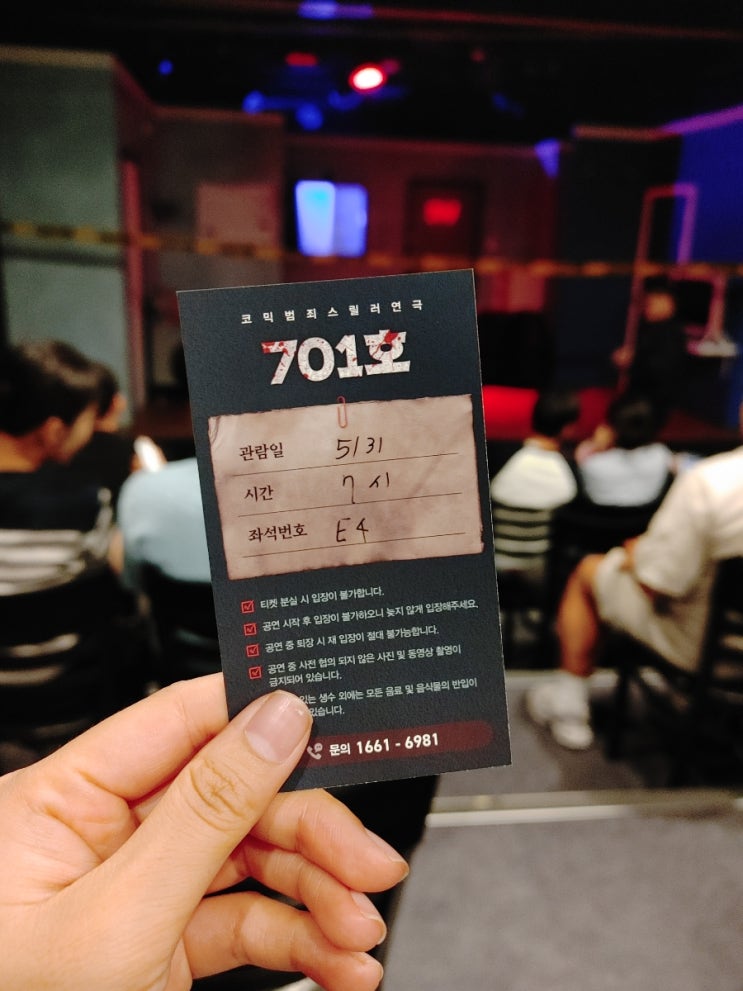 코믹범죄스릴러연극
701호
관람일 5/31
시간 7시
좌석번호 E4
티켓 분실 시 입장이 불가합니다.
공연 시작 후 입장이 불가하오니 늦지 않게 입장해주세요.
공연 중 퇴장 시 재 입장이 절대 불가능합니다.
공연 중 사전 협의 되지 않은 사진 및 동영상 촬영이
금지되어 있습니다.
있는 생수 외에는 모든 음료 및 음식물의 반입이
있습니다.
문의 1661 - 6981